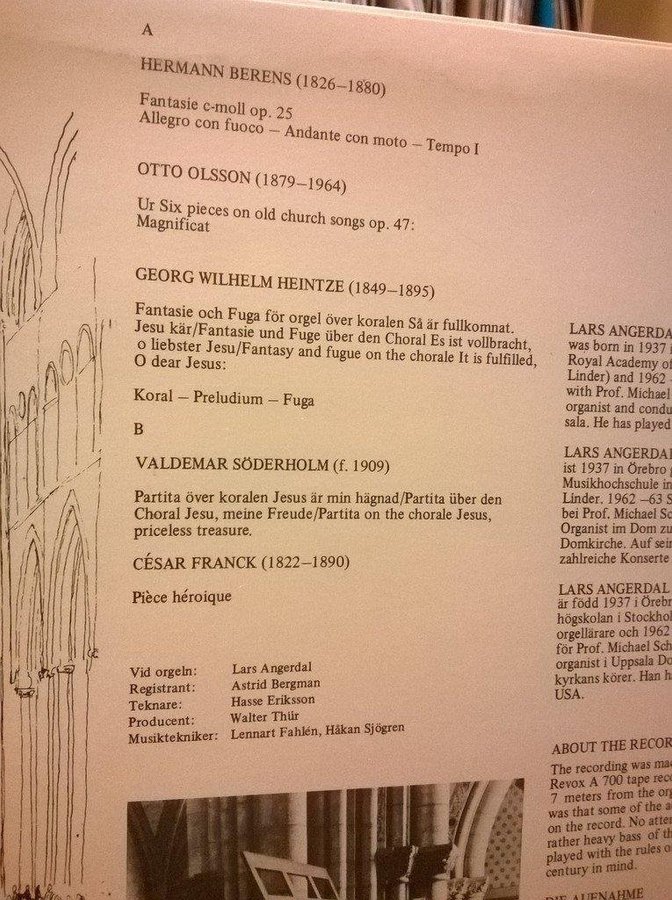 A
HERMANN BERENS (1826–1880)
Fantasie c-moll op. 25
Allegro con fuoco – Andante con moto – Tempo I
OTTO OLSSON (1879–1964)
Ur Six pieces on old church songs op. 47:
Magnificat
GEORG WILHELM HEINTZE (1849–1895)
Fantasie och Fuga för orgel över koralen Så är fullkomnat.
Jesu kär/Fantasie und Fuge über den Choral Es ist vollbracht,
o liebster Jesu/Fantasy and fugue on the chorale It is fulfilled,
O dear Jesus:
Koral – Preludium – Fuga
B
VALDEMAR SÖDERHOLM (f. 1909)
Partita över koralen Jesus är min hägnad/Partita über den
Choral Jesu, meine Freude/Partita on the chorale Jesus,
priceless treasure.
CÉSAR FRANCK (1822–1890)
Pièce héroique
Vid orgeln: Lars Angerdal
Registrant: Astrid Bergman
Teknare: Hasse Eriksson
Producent: Walter Thür
Musiktekniker: Lennart Fahlén, Håkan Sjögren
LARS ANGERDA
was born in 1937
Royal Academy of
Linder) and 1962
with Prof. Michael
organist and condu
sala. He has played
LARS ANGERDAL
ist 1937 in Örebro
Musikhochschule in
Linder. 1962–63 S
bei Prof. Michael Sc
Organist im Dom zu
Domkirche. Auf sein
zahlreiche Konserte
LARS ANGERDAL
är född 1937 i Örebr
högskolan i Stockhol
orgellärare och 1962
för Prof. Michael Sch
organist i Uppsala Do
kyrkans körer. Han h
USA.
ABOUT THE RECOR
The recording was mad
Revox A 700 tape reco
7 meters from the org
was that some of the a
on the record. No atte
rather heavy bass of th
played with the rules o
century in mind.
DIE AUFNAHME